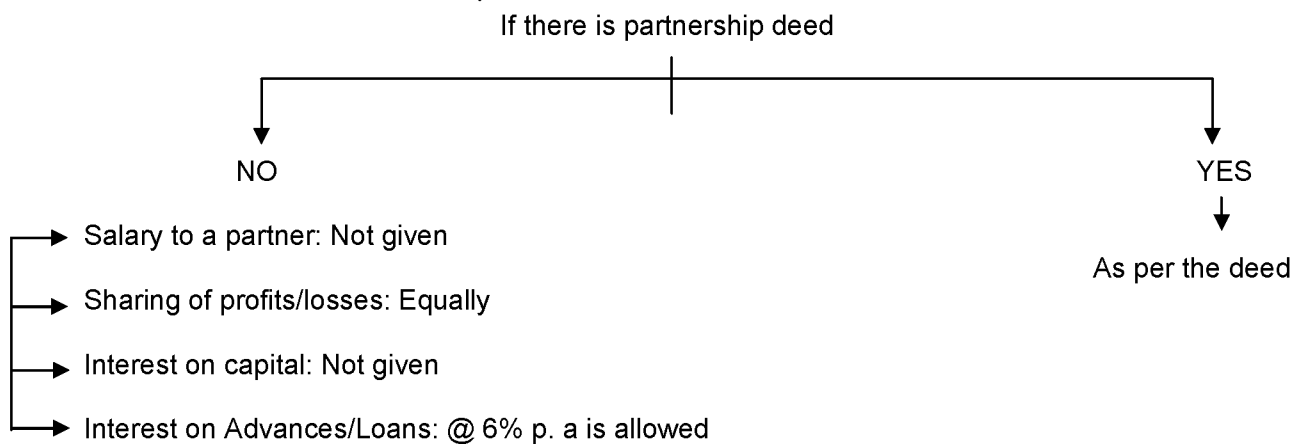 If there is partnership deed
NO
YES
Salary to a partner: Not given
As per the deed
Sharing of profits/losses: Equally
Interest on capital: Not given
Interest on Advances/Loans: @ 6% p. a is allowed